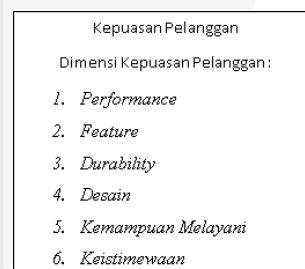 Kepuasan Pelanggan
Dimensi Kepuasan Pelanggan :
1. Performance
2. Feature
3. Durability
4. Desain
5. Kemampuan Melayani
6. Keistimewaan